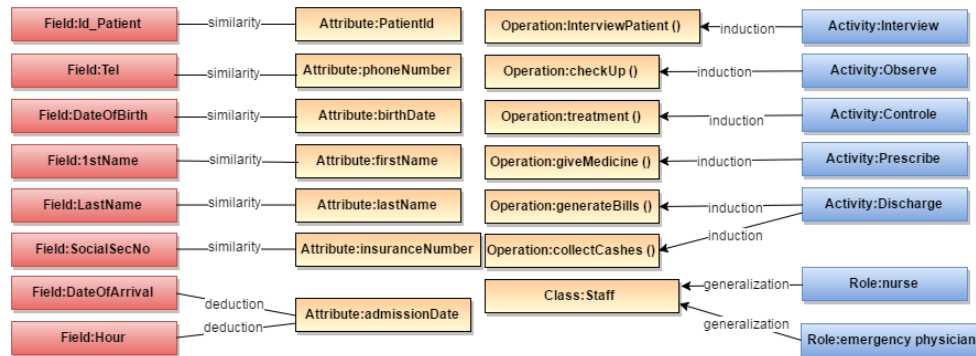 Field:Id_Patient similarity Attribute:PatientId Operation:InterviewPatient () induction Activity:Interview
Field:Tel similarity Attribute:phoneNumber Operation:checkUp () induction Activity:Observe
Field:DateOfBirth similarity Attribute:birthDate Operation:treatment () induction Activity:Controle
Field:1stName similarity Attribute:firstName Operation:giveMedicine () induction Activity:Prescribe
Field:LastName similarity Attribute:lastName Operation:generateBills () induction Activity:Discharge
Field:SocialSecNo similarity Attribute:insuranceNumber Operation:collectCashes () induction
Field:DateOfArrival deduction Class:Staff generalization Role:nurse
Field:Hour deduction Attribute:admissionDate generalization Role:emergency physician